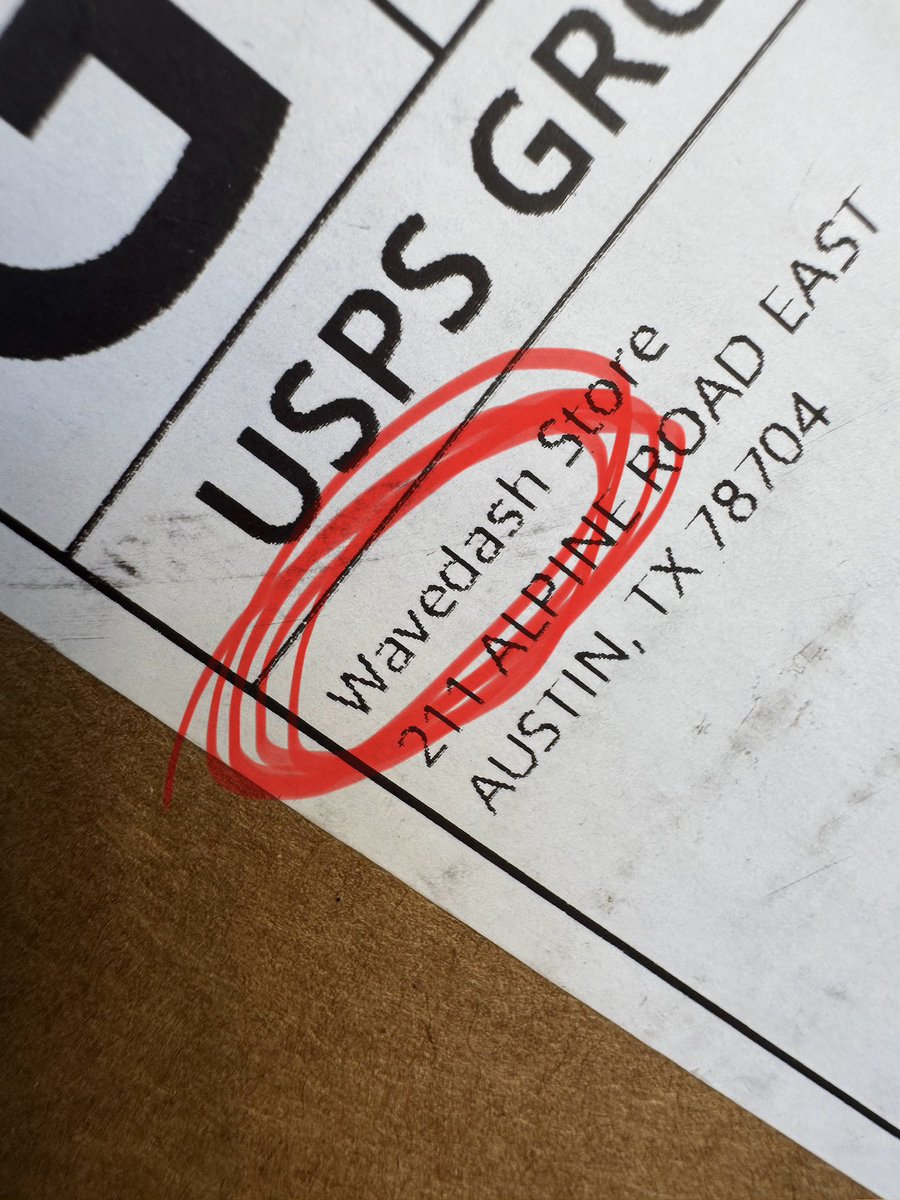 G
USPS GRO
Wavedash Store
211 ALPINE ROAD EAST
AUSTIN, TX 78704